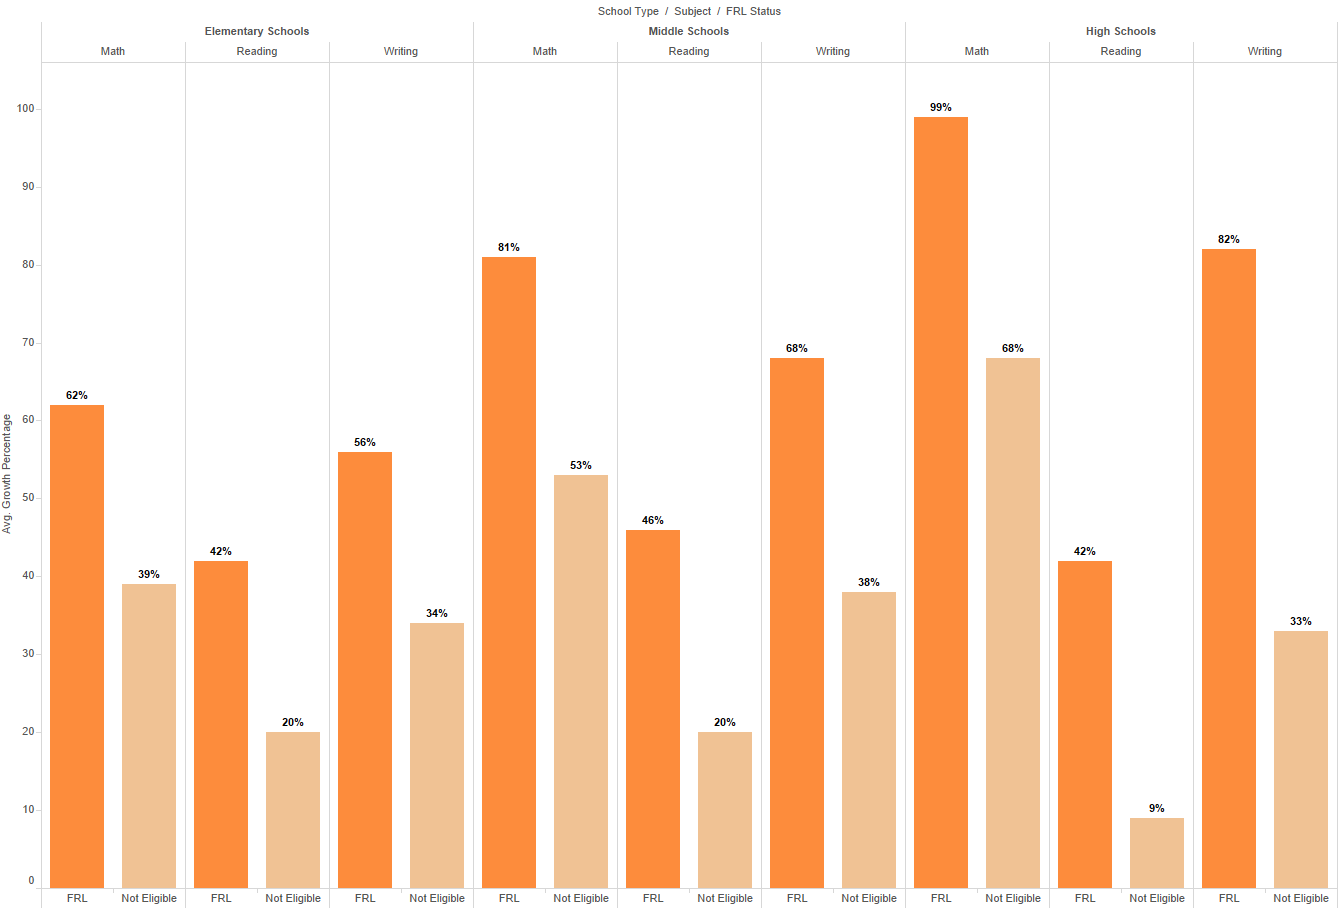 School Type / Subject / FRL Status
Elementary Schools Middle Schools High Schools
Math Reading Writing Math Reading Writing Math Reading Writing
Avg. Growth Percentage
100
90
80
70
60
50
40
30
20
10
0
62% 39% 42% 20% 56% 34% 81% 53% 46% 20% 68% 38% 99% 68% 42% 9% 82% 33%
FRL Not Eligible FRL Not Eligible FRL Not Eligible FRL Not Eligible FRL Not Eligible FRL Not Eligible FRL Not Eligible FRL Not Eligible FRL Not Eligible